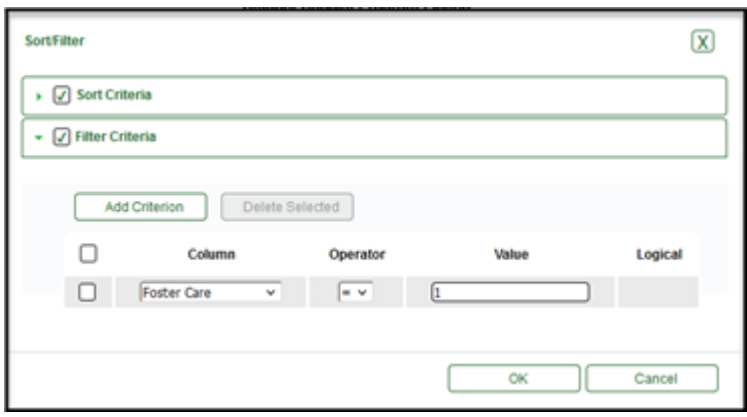 Sort/Filter
X
Sort Criteria
Filter Criteria
Add Criterion Delete Selected
Column Operator Value Logical
Foster Care = 1
OK Cancel